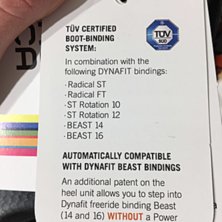 TÜV CERTIFIED
BOOT-BINDING
SYSTEM:
TÜV
SÜD
In combination with the
following DYNAFIT bindings:
· Radical ST
· Radical FT
· ST Rotation 10
· ST Rotation 12
· BEAST 14
· BEAST 16
AUTOMATICALLY COMPATIBLE
WITH DYNAFIT BEAST BINDINGS
An additional patent on the
heel unit allows you to step into
Dynafit freeride binding Beast
(14 and 16) WITHOUT a Power